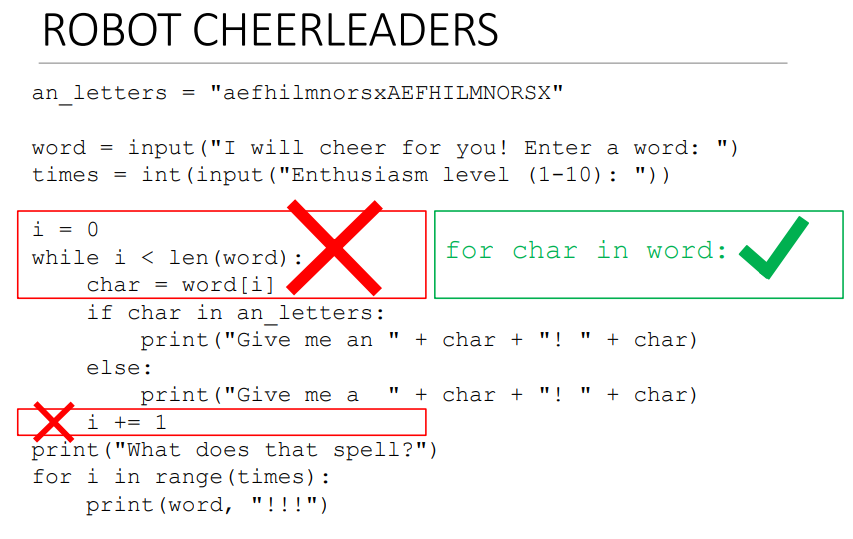 ROBOT CHEERLEADERS
an_letters = "aefhilmnorsxAEFHILMNORSX"
word = input("I will cheer for you! Enter a word: ")
times = int(input("Enthusiasm level (1-10): "))
i = 0
while i < len(word):
    char = word[i]
for char in word:
    if char in an_letters:
        print("Give me an " + char + "! " + char)
    else:
        print("Give me a  " + char + "! " + char)
    i += 1
print("What does that spell?")
for i in range(times):
    print(word, "!!!")